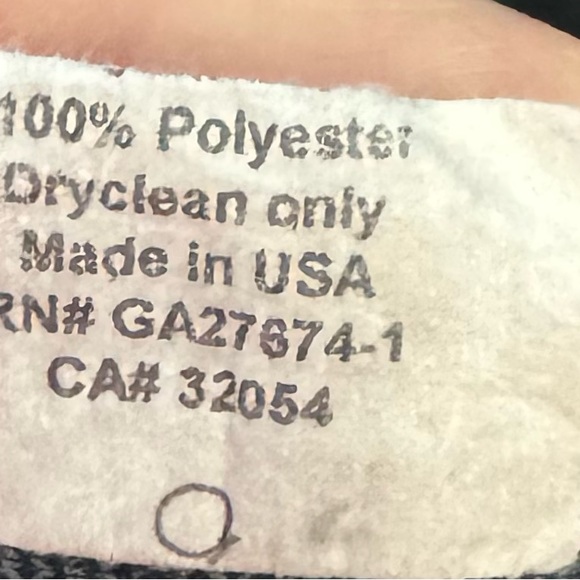 100% Polyester
Dryclean only
Made in USA
RN# GA27674-1
CA# 32054